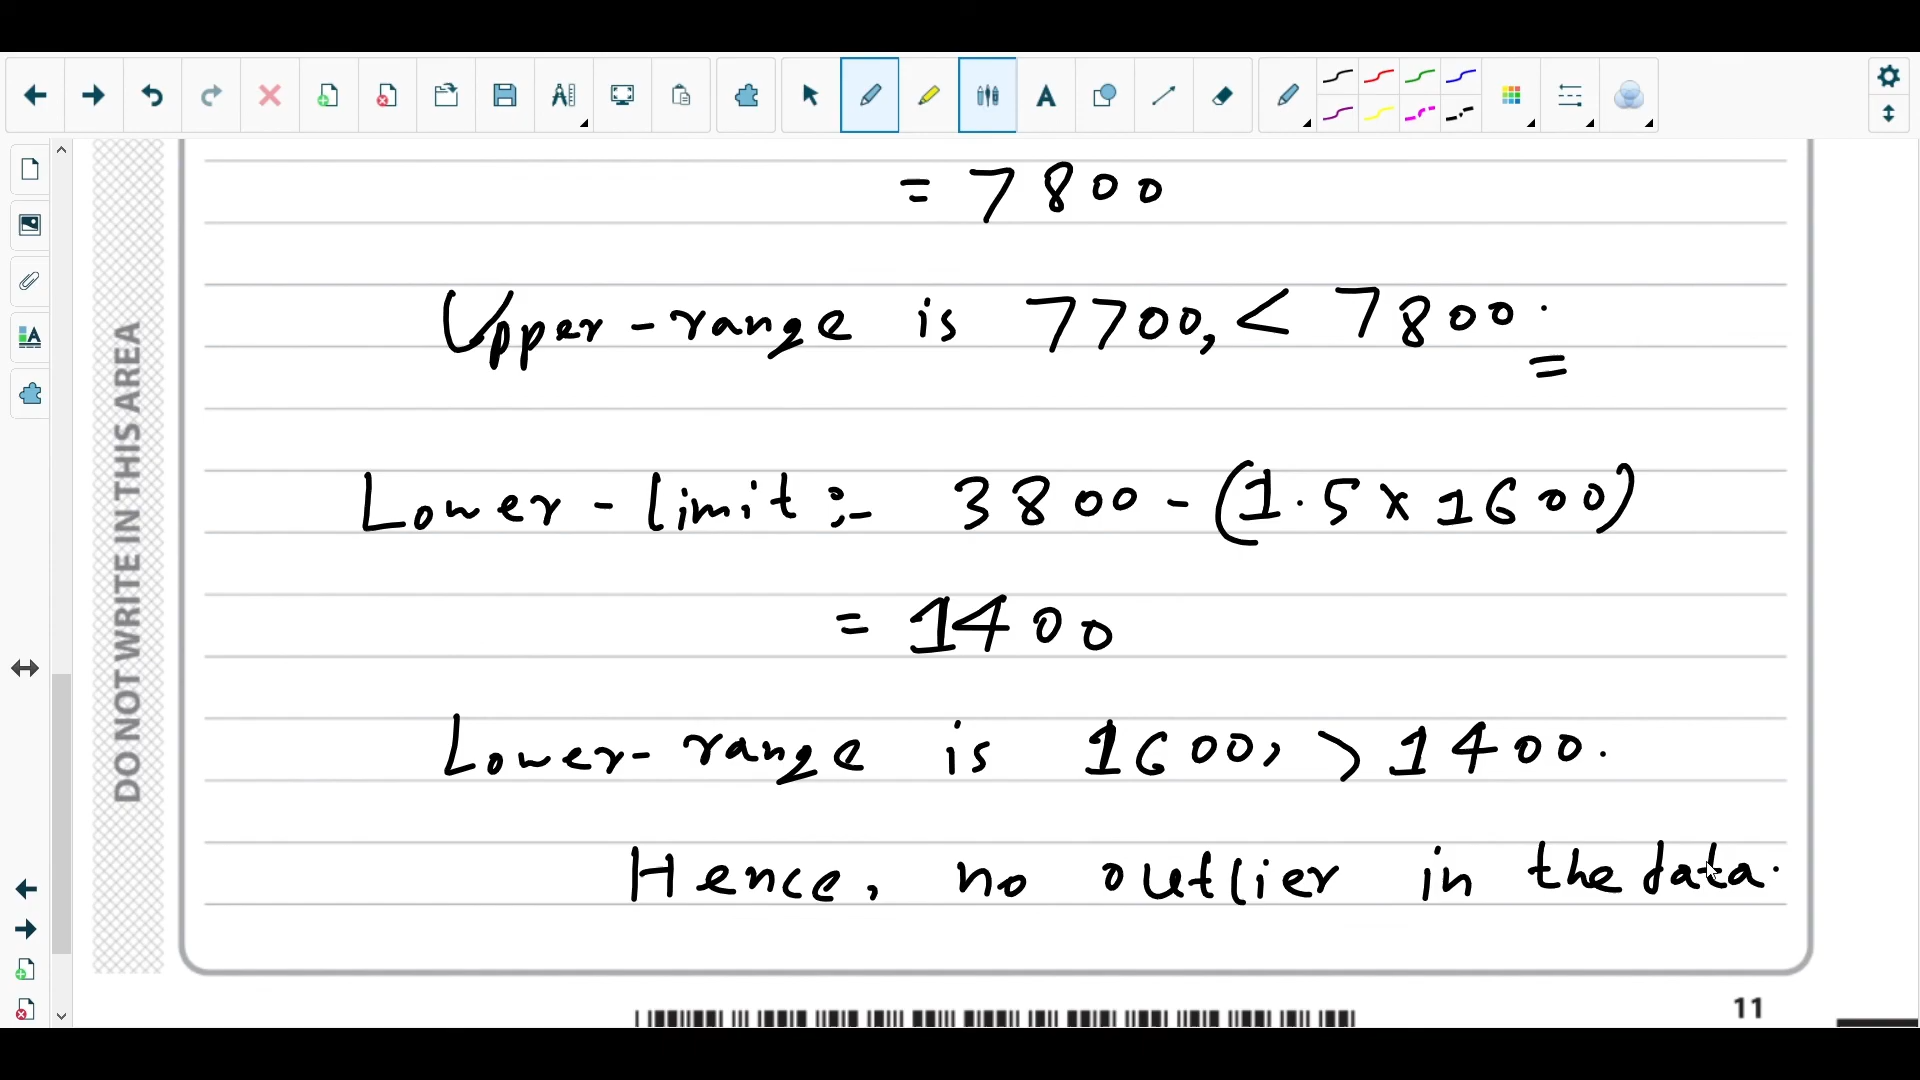 = 7800
Upper-range is 7700, < 7800.
=
Lower-limit :- 3800 - (1.5 × 1600)
= 1400
Lower-range is 1600, > 1400.
Hence, no outlier in the data.
DO NOT WRITE IN THIS AREA
11